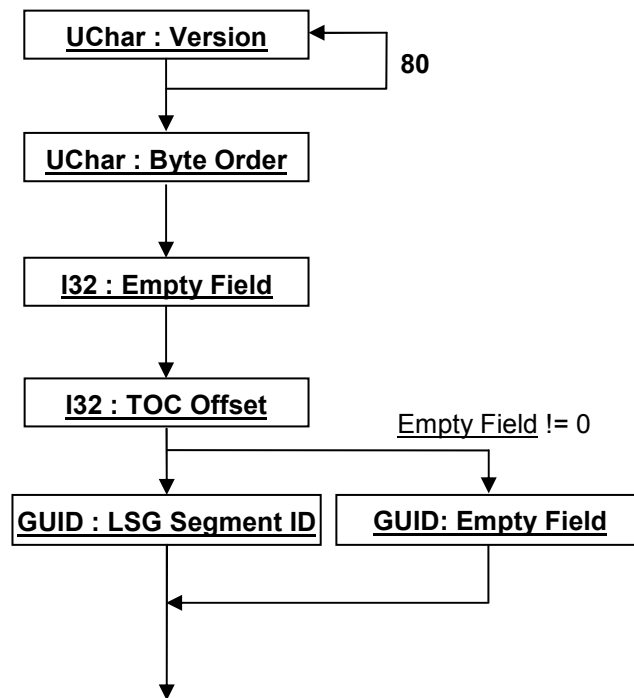 UChar : Version
80
UChar : Byte Order
I32 : Empty Field
I32 : TOC Offset
Empty Field != 0
GUID : LSG Segment ID
GUID: Empty Field